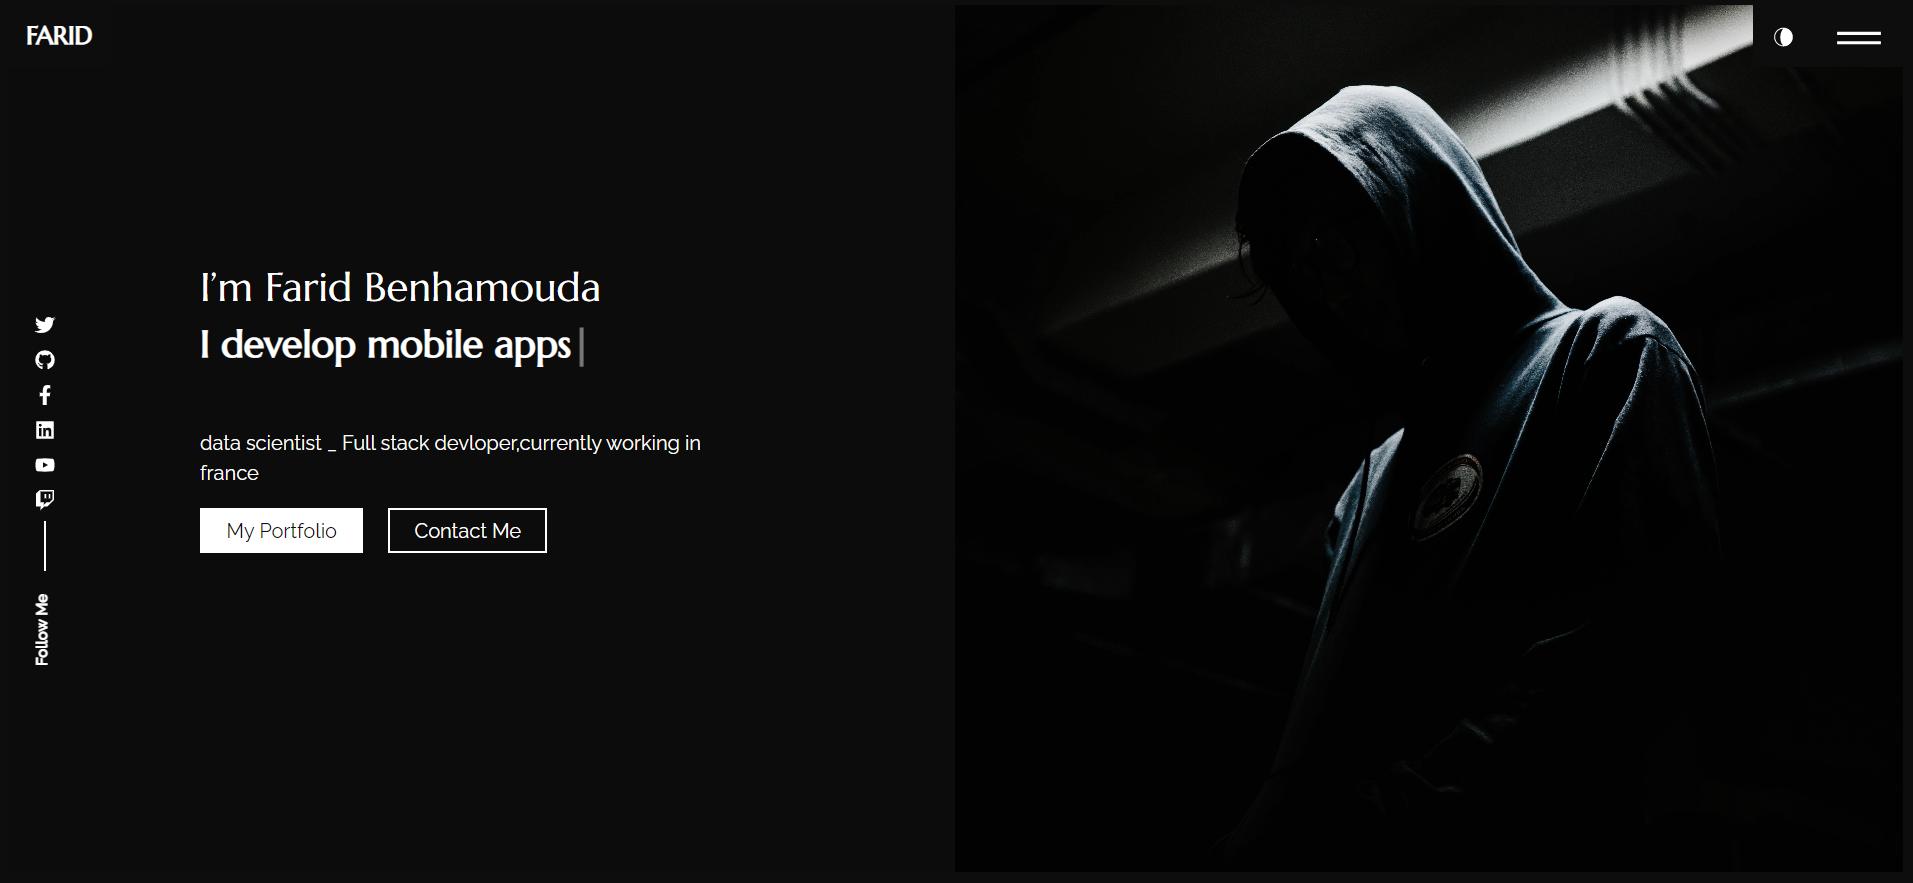 FARID
I’m Farid Benhamouda
I develop mobile apps
data scientist _ Full stack devloper,currently working in
france
My Portfolio
Contact Me
Follow Me